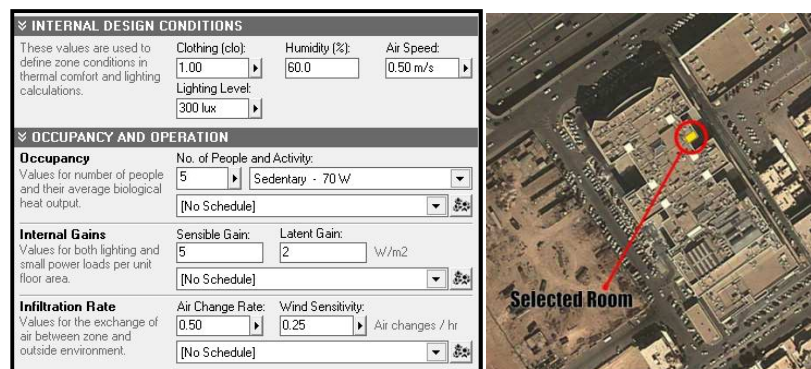 INTERNAL DESIGN CONDITIONS
These values are used to
define zone conditions in
thermal comfort and lighting
calculations.
Clothing (clo):
Humidity (%):
Air Speed:
1.00
60.0
0.50 m/s
Lighting Level:
300 lux
OCCUPANCY AND OPERATION
Occupancy
Values for number of people
and their average biological
heat output.
No. of People and Activity:
5
Sedentary - 70 W
[No Schedule]
Internal Gains
Values for both lighting and
small power loads per unit
floor area.
Sensible Gain:
Latent Gain:
5
2
W/m2
[No Schedule]
Infiltration Rate
Values for the exchange of
air between zone and
outside environment.
Air Change Rate:
Wind Sensitivity:
0.50
0.25
Air changes / hr
[No Schedule]
Selected Room